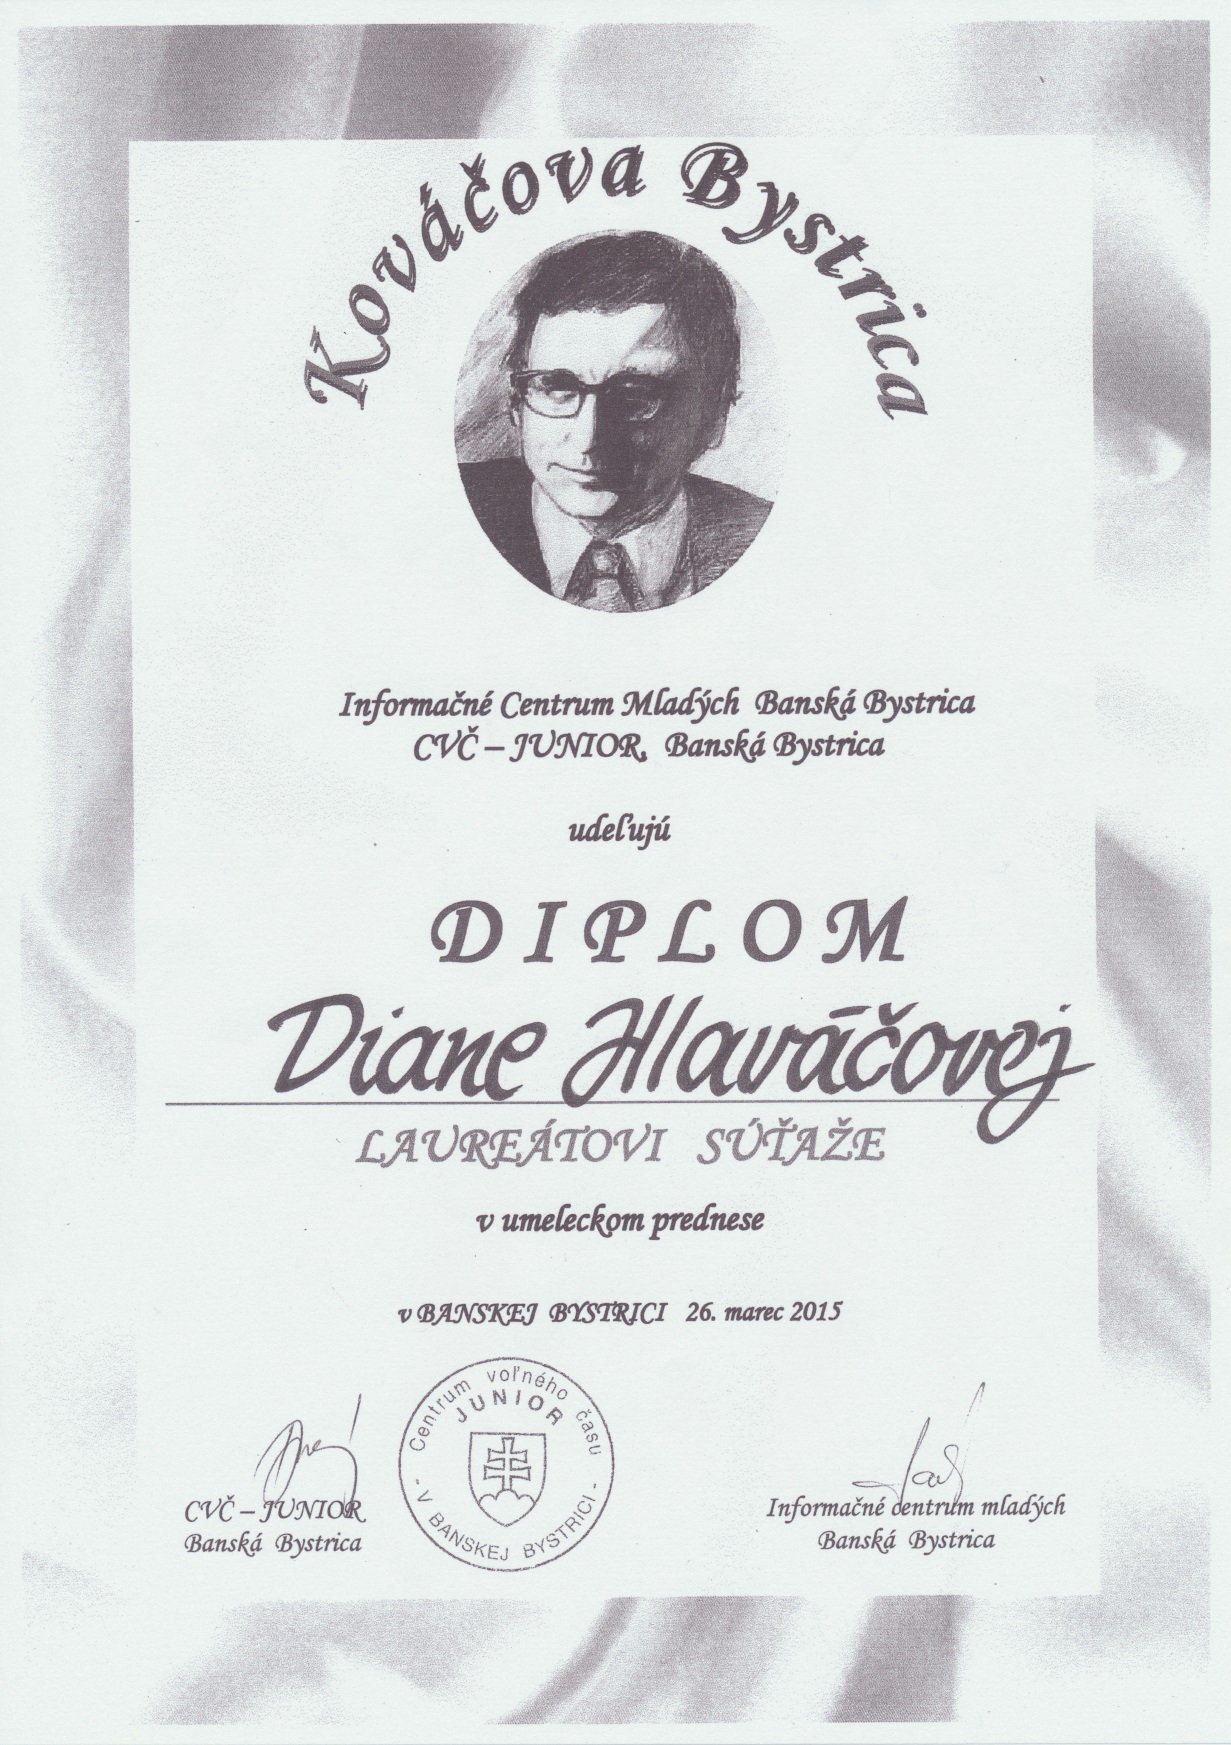 Kováčova Bystrica
Informačné Centrum Mladých Banská Bystrica
CVČ – JUNIOR, Banská Bystrica
udeľujú
DIPLOM
Diane Hlaváčovej
LAUREÁTOVI SÚŤAŽE
v umeleckom prednese
v BANSKEJ BYSTRICI 26. marec 2015
Centrum voľného času
JUNIOR
- V BANSKEJ BYSTRICI -
CVČ – JUNIOR
Banská Bystrica
Informačné centrum mladých
Banská Bystrica